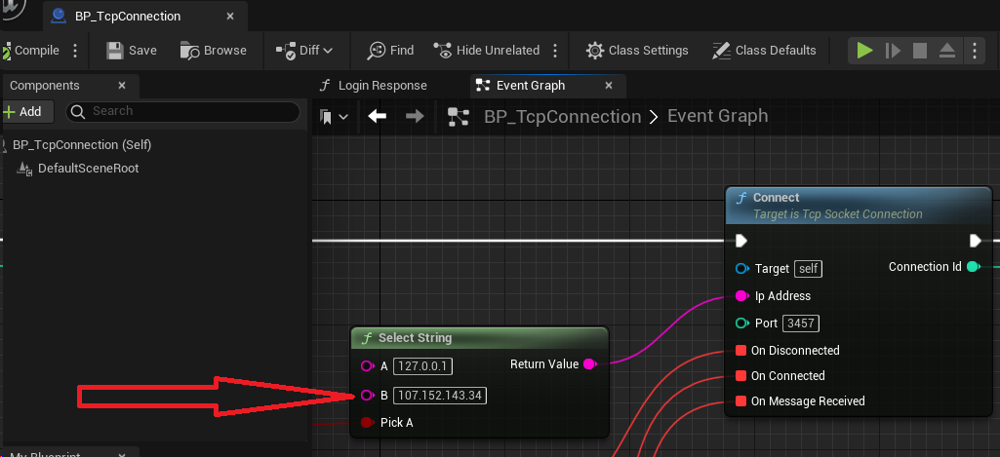 BP_TcpConnection
Compile
Save
Browse
Diff
Find
Hide Unrelated
Class Settings
Class Defaults
Components
Add
Search
BP_TcpConnection (Self)
DefaultSceneRoot
Login Response
Event Graph
BP_TcpConnection > Event Graph
Connect
Target is Tcp Socket Connection
Target self
Connection Id
Ip Address
Port 3457
On Disconnected
On Connected
On Message Received
Select String
A 127.0.0.1
Return Value
B 107.152.143.34
Pick A
My Blueprint